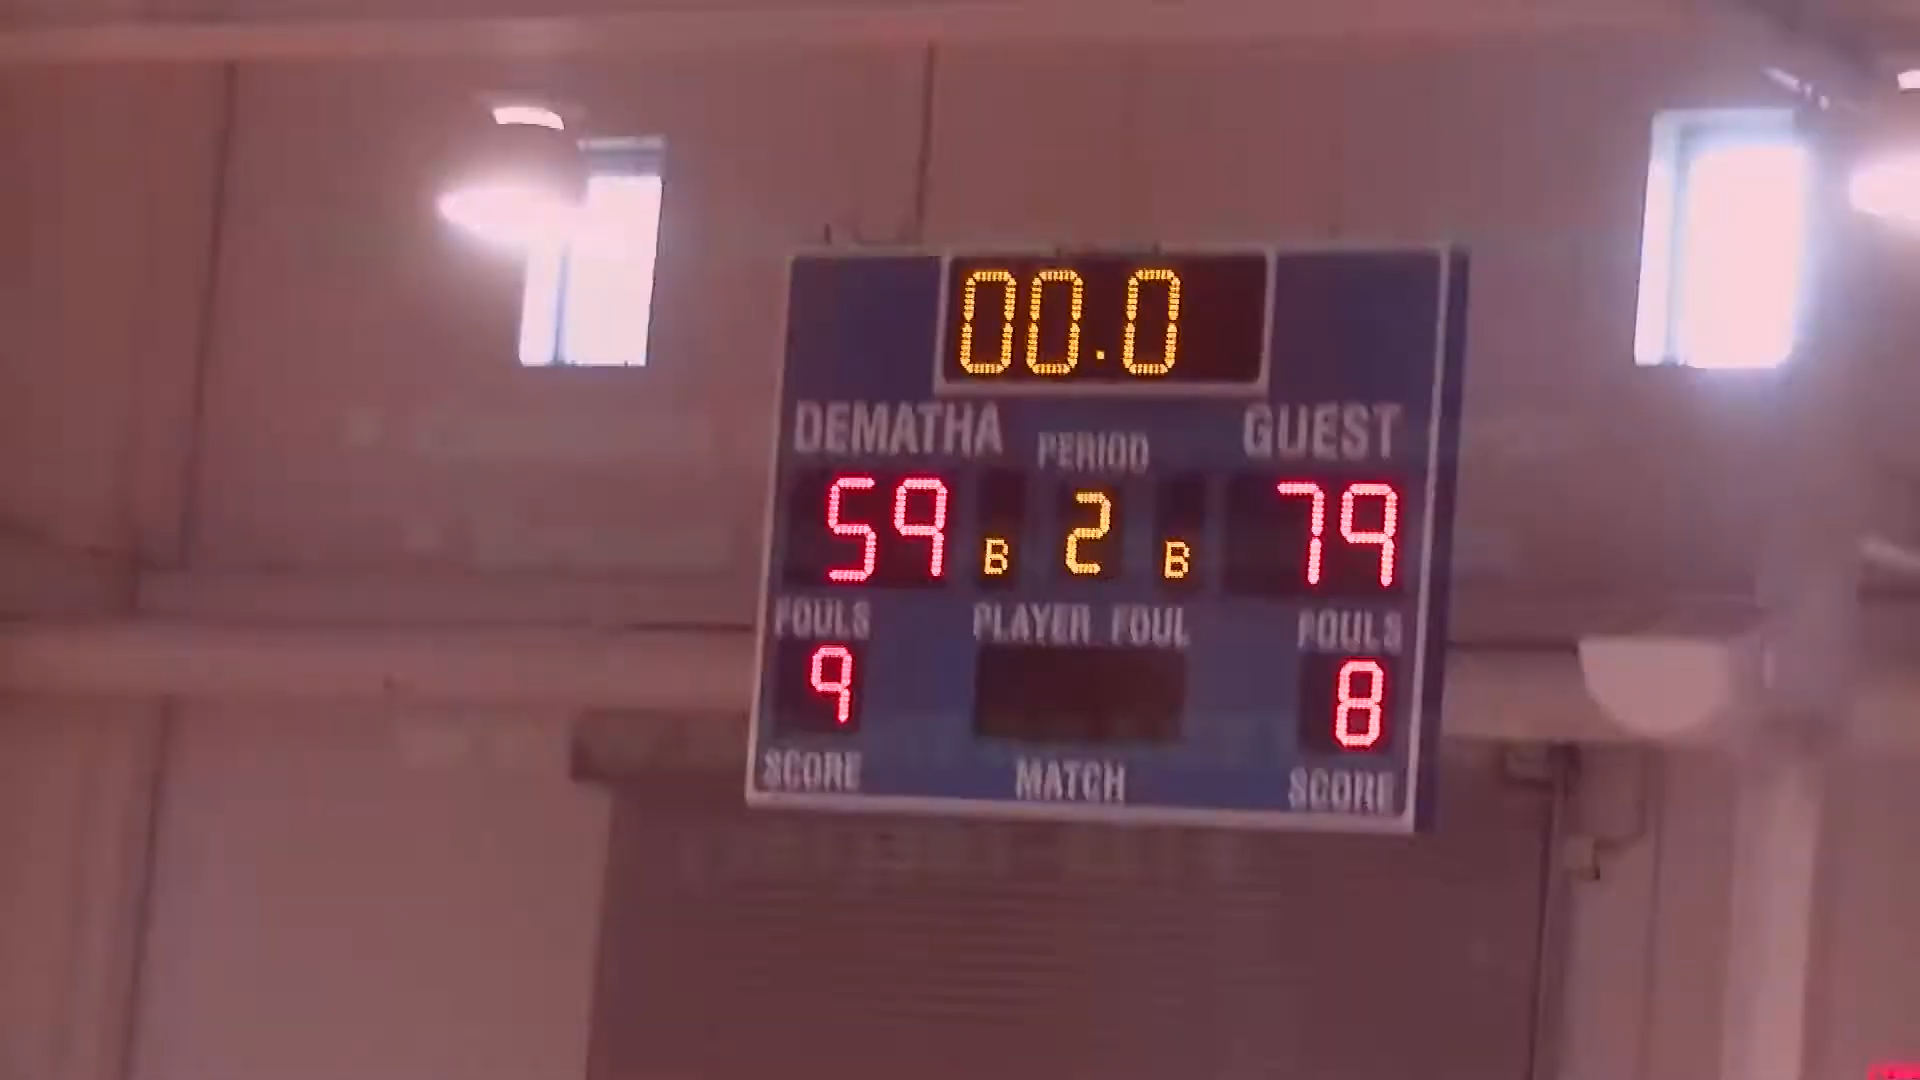 00.0
DEMATHA PERIOD GUEST
59 B 2 B 79
FOULS PLAYER FOUL FOULS
9 8
SCORE MATCH SCORE